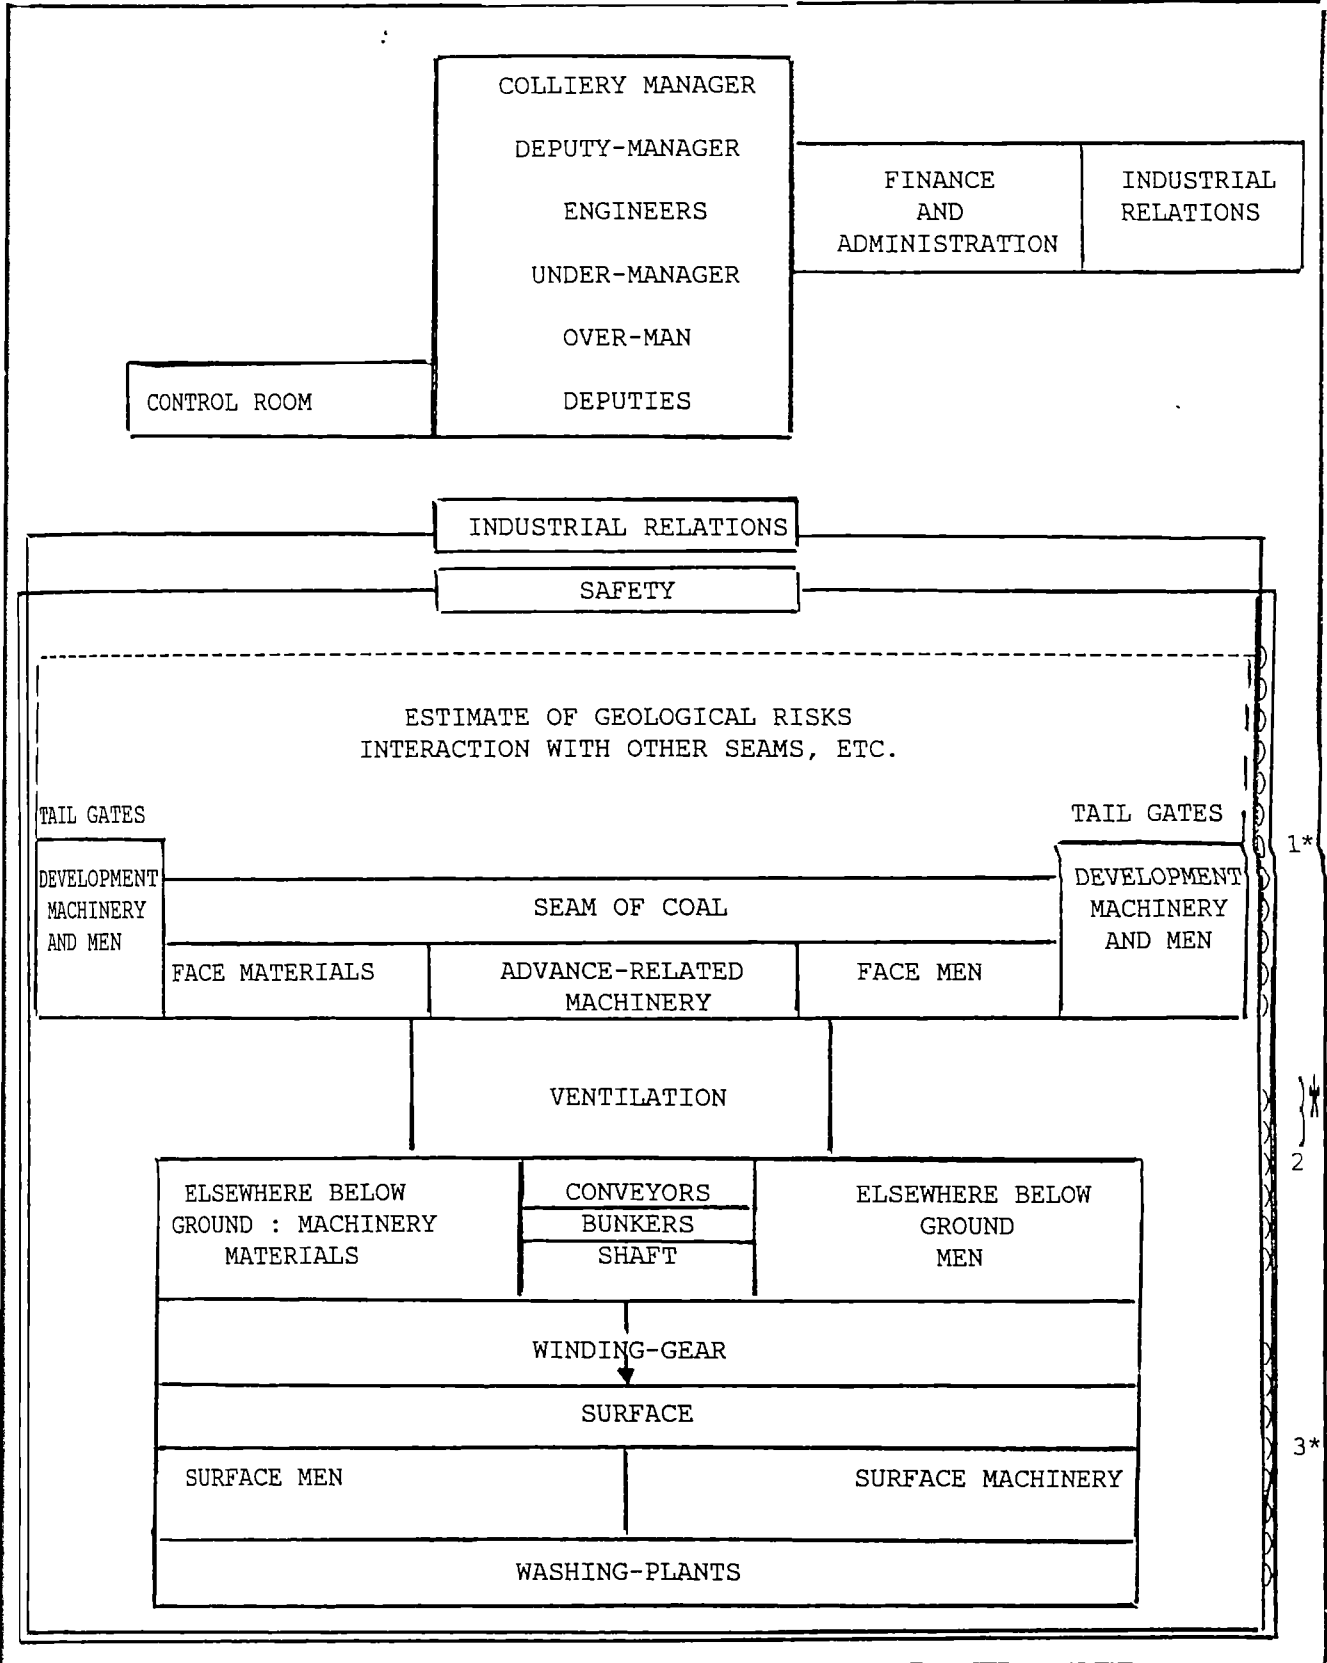 COLLIERY MANAGER
DEPUTY-MANAGER
ENGINEERS
UNDER-MANAGER
OVER-MAN
DEPUTIES
FINANCE
AND
ADMINISTRATION
INDUSTRIAL
RELATIONS
CONTROL ROOM
INDUSTRIAL RELATIONS
SAFETY
ESTIMATE OF GEOLOGICAL RISKS
INTERACTION WITH OTHER SEAMS, ETC.
TAIL GATES
TAIL GATES
1*
DEVELOPMENT
MACHINERY
AND MEN
SEAM OF COAL
DEVELOPMENT
MACHINERY
AND MEN
FACE MATERIALS
ADVANCE-RELATED
MACHINERY
FACE MEN
VENTILATION
*
2
ELSEWHERE BELOW
GROUND : MACHINERY
MATERIALS
CONVEYORS
BUNKERS
SHAFT
ELSEWHERE BELOW
GROUND
MEN
WINDING-GEAR
SURFACE
3*
SURFACE MEN
SURFACE MACHINERY
WASHING-PLANTS